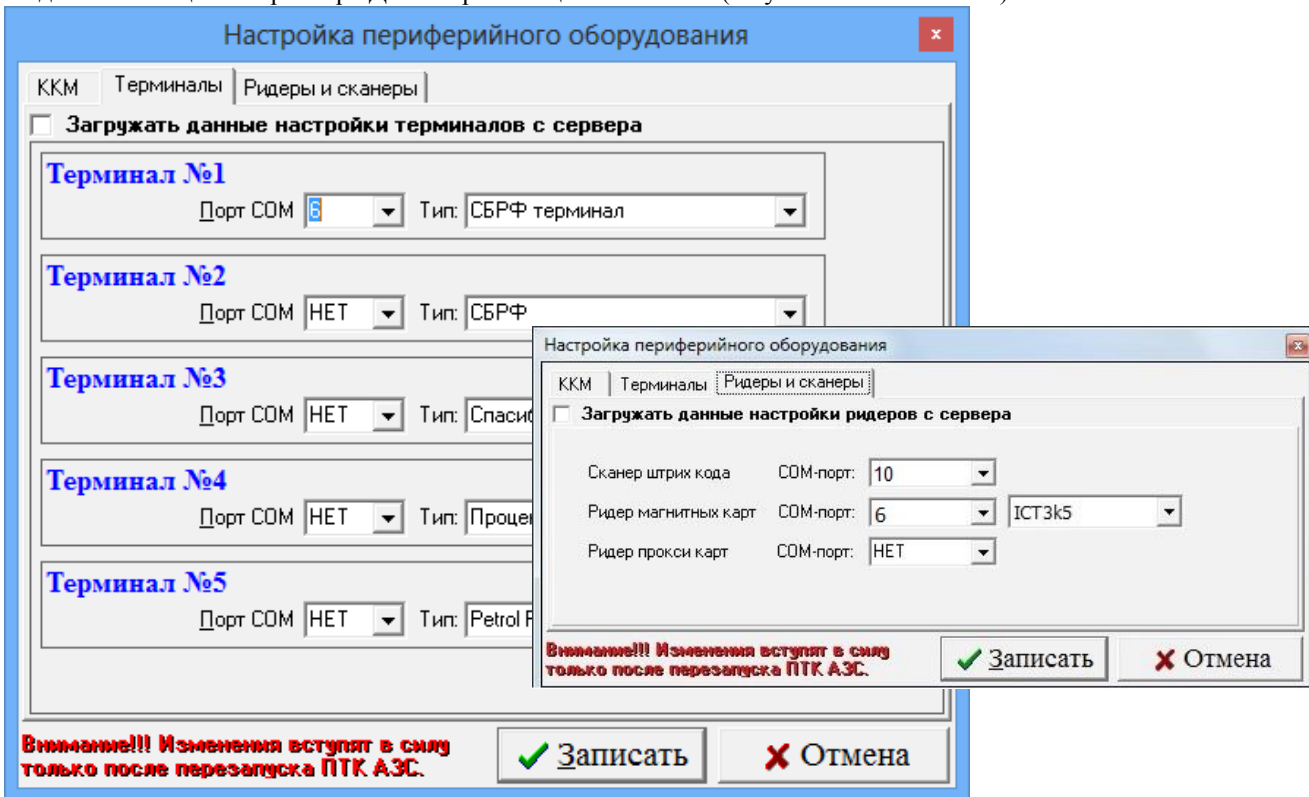 Настройка периферийного оборудования
x
ККМ Терминалы Ридеры и сканеры
Загружать данные настройки терминалов с сервера
Терминал №1
Порт COM 6 Тип: СБРФ терминал
Терминал №2
Порт COM НЕТ Тип: СБРФ
Терминал №3
Порт COM НЕТ Тип:
Терминал №4
Порт COM НЕТ Тип:
Терминал №5
Порт COM НЕТ Тип: Petrol
Внимание!!! Изменения вступят в силу
только после перезапуска ПТК АЗС.
Записать Отмена
Настройка периферийного оборудования
x
ККМ Терминалы Ридеры и сканеры
Загружать данные настройки ридеров с сервера
Сканер штрих кода COM-порт: 10
Ридер магнитных карт COM-порт: 6 ICT3k5
Ридер прокси карт COM-порт: НЕТ
Внимание!!! Изменения вступят в силу
только после перезапуска ПТК АЗС.
Записать Отмена